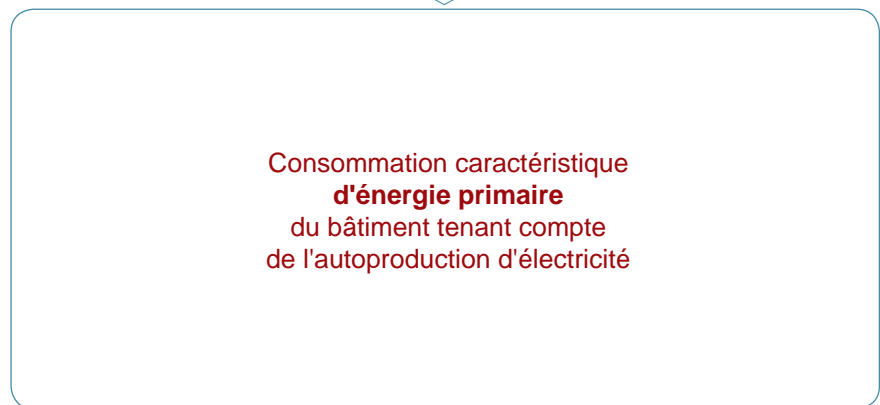 Consommation caractéristique
d'énergie primaire
du bâtiment tenant compte
de l'autoproduction d'électricité